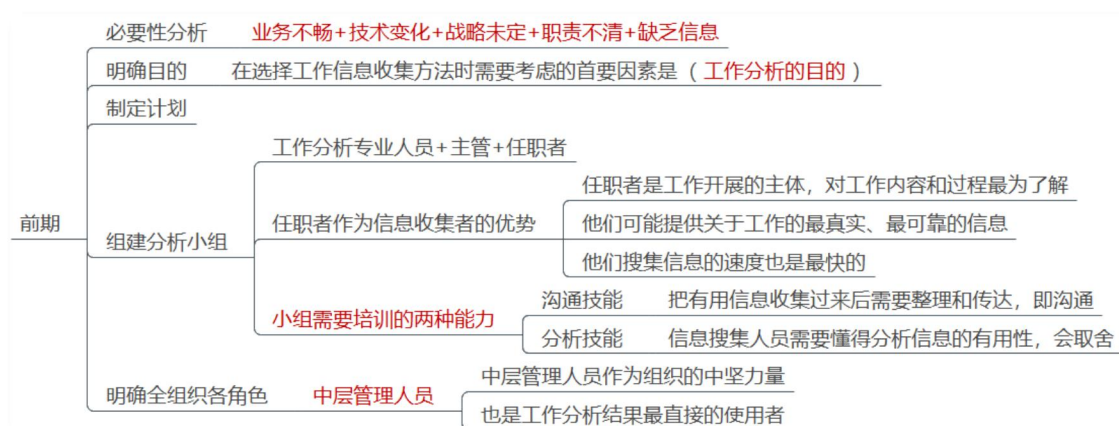 前期
必要性分析 业务不畅+技术变化+战略未定+职责不清+缺乏信息
明确目的 在选择工作信息收集方法时需要考虑的首要因素是（工作分析的目的）
制定计划
组建分析小组
工作分析专业人员+主管+任职者
任职者作为信息收集者的优势
任职者是工作开展的主体，对工作内容和过程最为了解
他们可能提供关于工作的最真实、最可靠的信息
他们搜集信息的速度也是最快的
小组需要培训的两种能力
沟通技能 把有用信息收集过来后需要整理和传达，即沟通
分析技能 信息搜集人员需要懂得分析信息的有用性，会取舍
明确全组织各角色 中层管理人员
中层管理人员作为组织的中坚力量
也是工作分析结果最直接的使用者